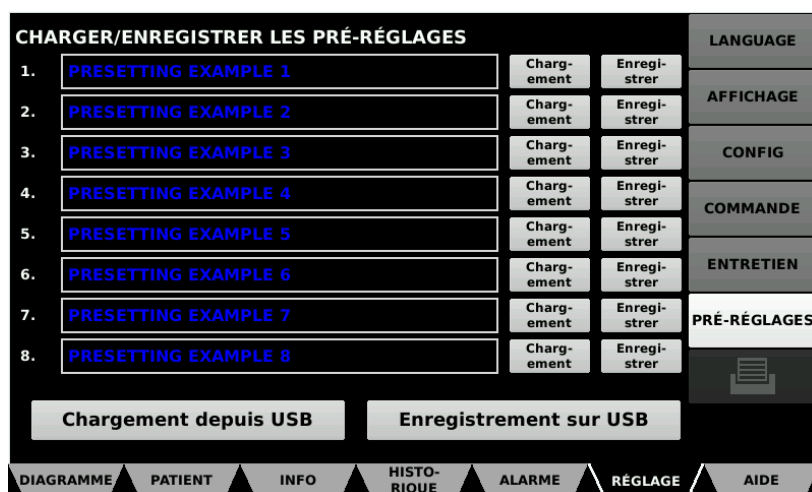 CHARGER/ENREGISTRER LES PRÉ-RÉGLAGES
1. PRESETTING EXAMPLE 1 Charg-
ement Enregi-
strer
2. PRESETTING EXAMPLE 2 Charg-
ement Enregi-
strer
3. PRESETTING EXAMPLE 3 Charg-
ement Enregi-
strer
4. PRESETTING EXAMPLE 4 Charg-
ement Enregi-
strer
5. PRESETTING EXAMPLE 5 Charg-
ement Enregi-
strer
6. PRESETTING EXAMPLE 6 Charg-
ement Enregi-
strer
7. PRESETTING EXAMPLE 7 Charg-
ement Enregi-
strer
8. PRESETTING EXAMPLE 8 Charg-
ement Enregi-
strer
Chargement depuis USB Enregistrement sur USB
LANGUAGE
AFFICHAGE
CONFIG
COMMANDE
ENTRETIEN
PRÉ-RÉGLAGES
DIAGRAMME PATIENT INFO HISTO-
RIQUE ALARME RÉGLAGE AIDE